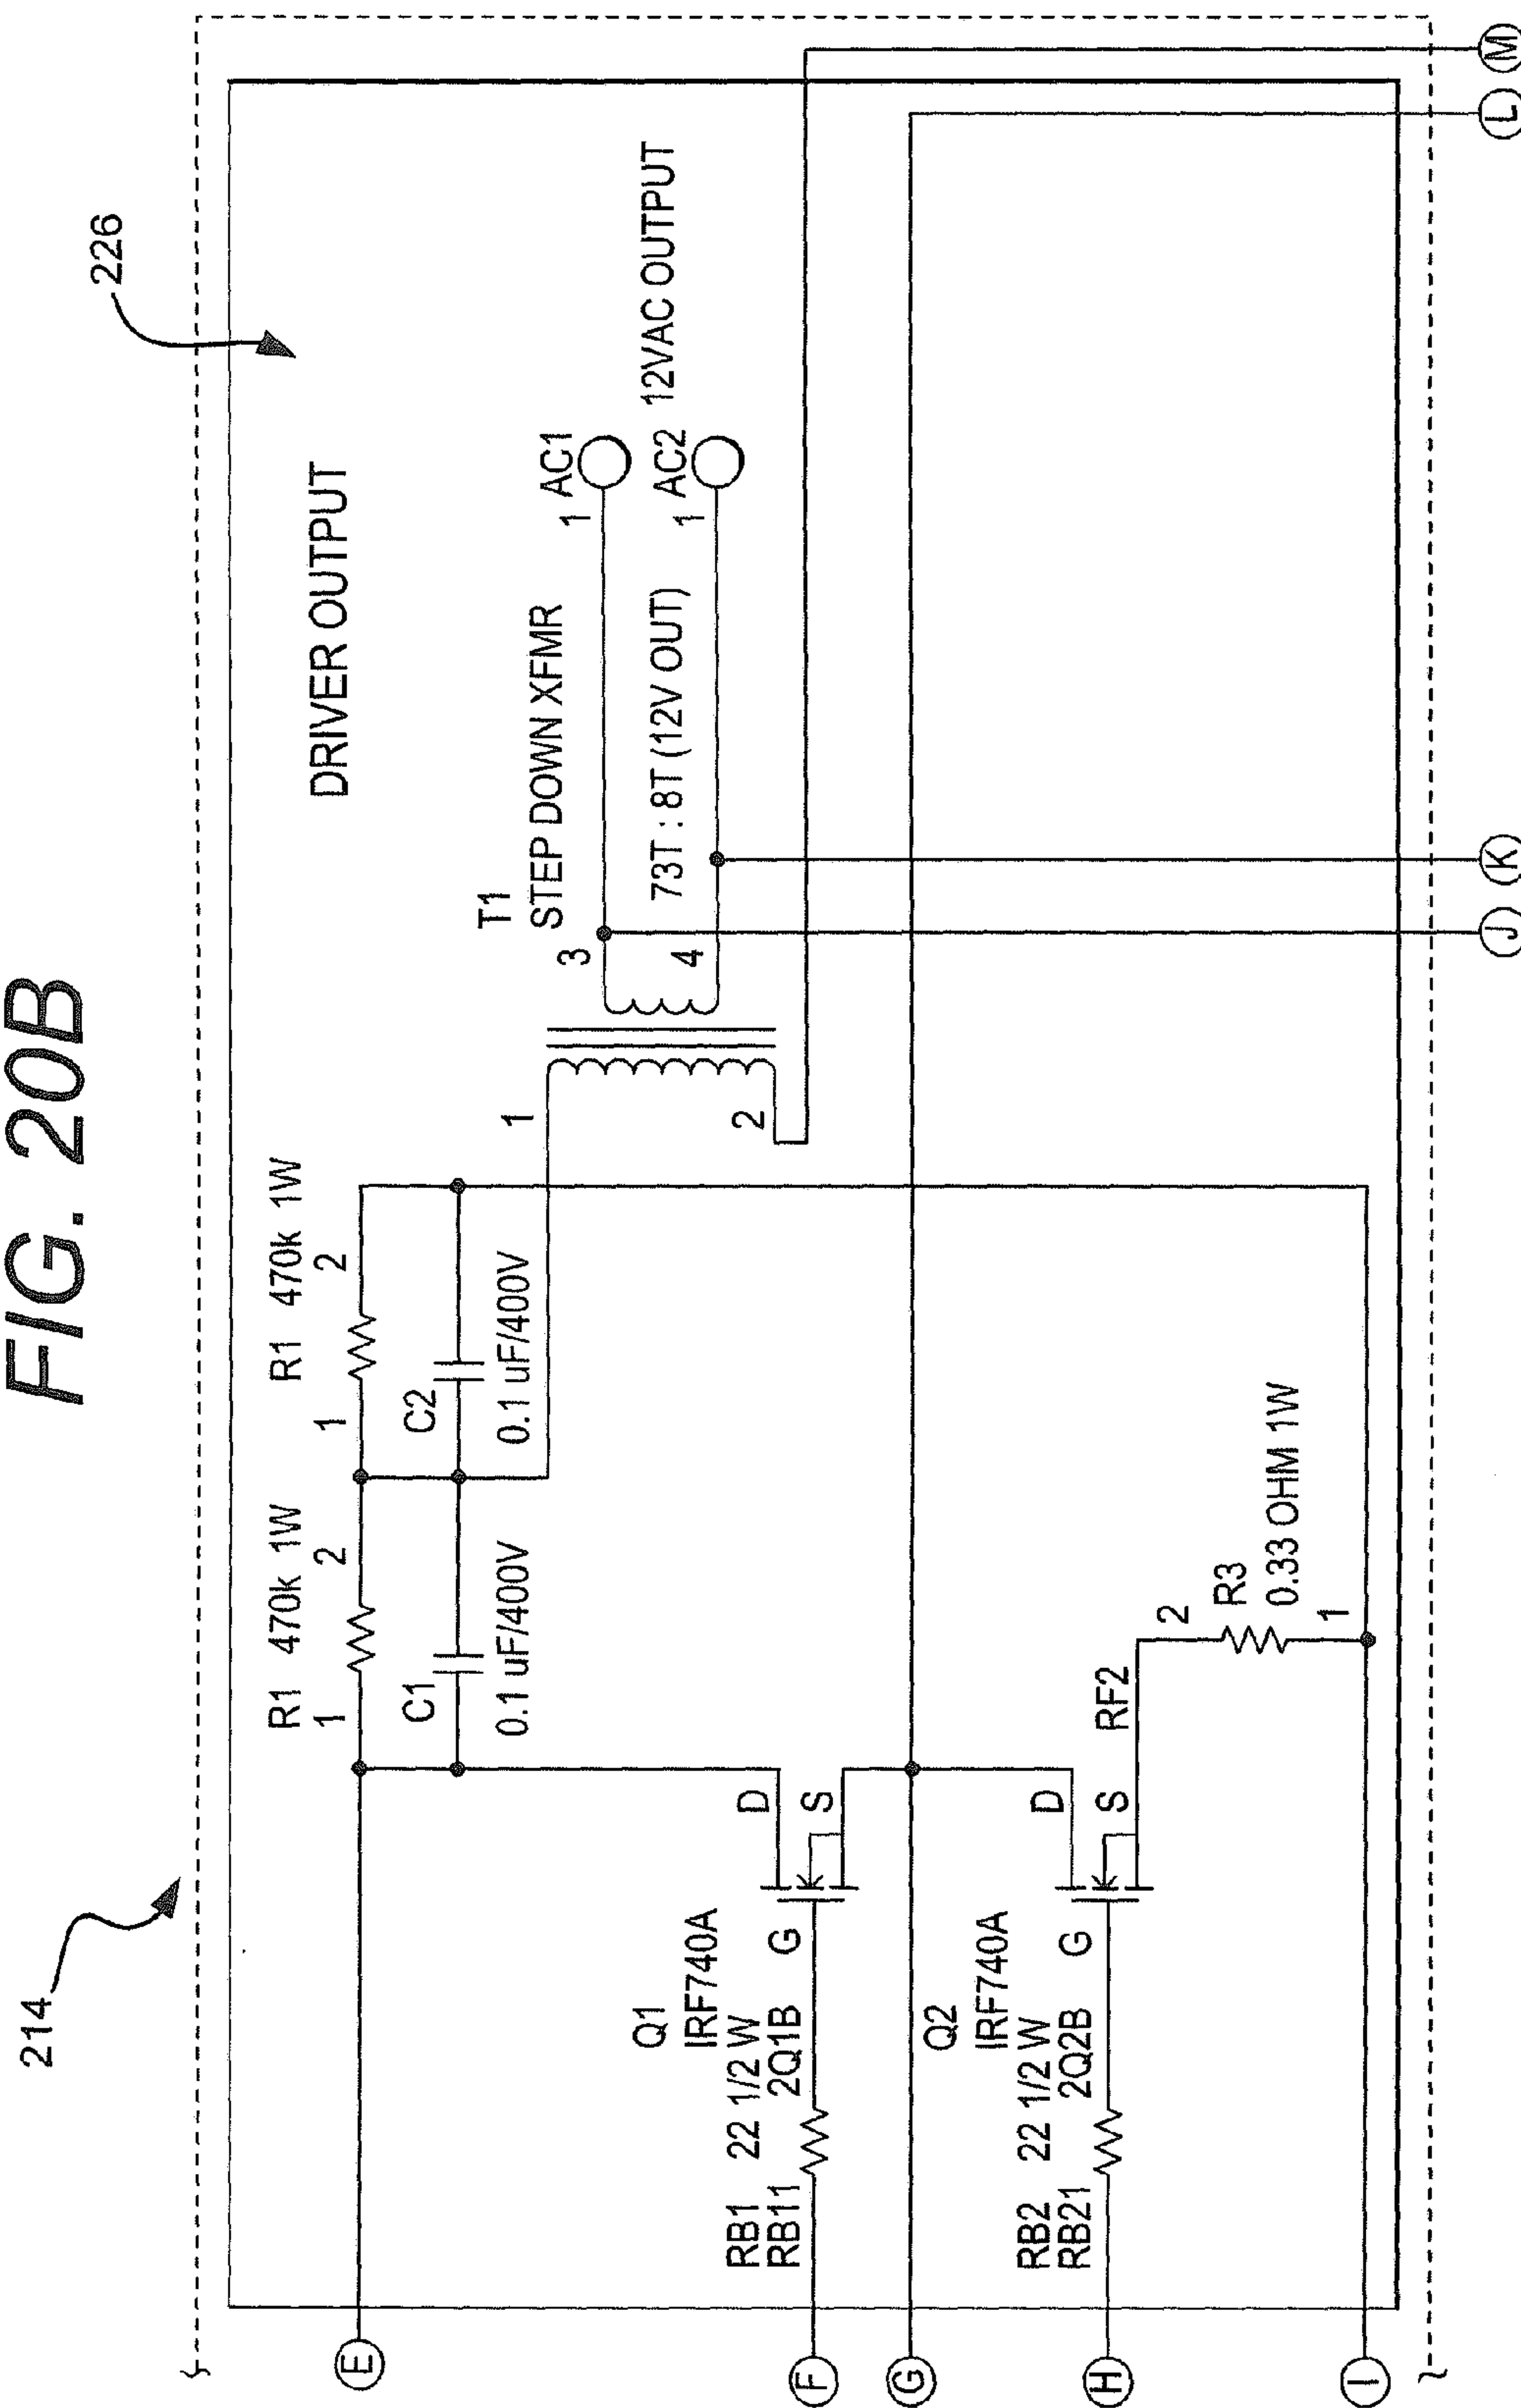 FIG. 20B
214
226
DRIVER OUTPUT
R1 470k 1W
1 2
C1
0.1 uF/400V
R1 470k 1W
1 2
C2
0.1 uF/400V
T1
STEP DOWN XFMR
73T : 8T (12V OUT)
1
2
3
4
1 AC1
1 AC2
12VAC OUTPUT
Q1
IRF740A
RB1 22 1/2 W
RB11 2Q1B G
D
S
Q2
IRF740A
RB2 22 1/2 W
RB21 2Q2B G
D
S
RF2
2
R3
0.33 OHM 1W
1
E
F
G
H
I
J
K
L
M